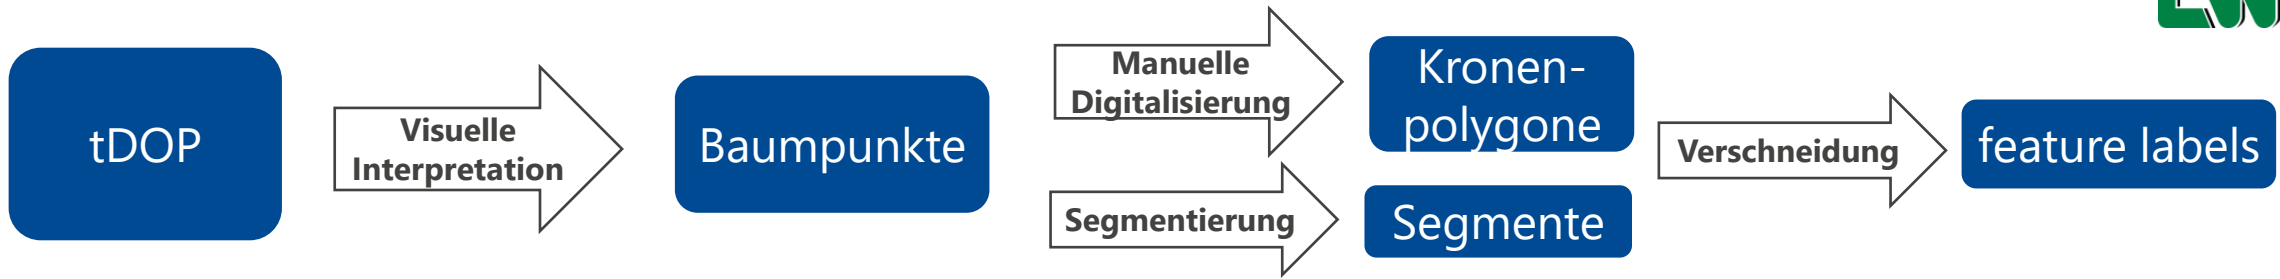 tDOP
Visuelle
Interpretation
Baumpunkte
Manuelle
Digitalisierung
Kronen-
polygone
Segmentierung
Segmente
Verschneidung
feature labels